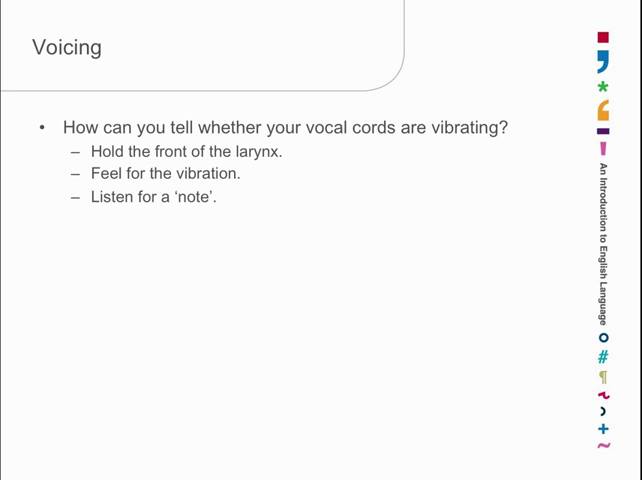 Voicing
• How can you tell whether your vocal cords are vibrating?
– Hold the front of the larynx.
– Feel for the vibration.
– Listen for a ‘note’.
An Introduction to English Language